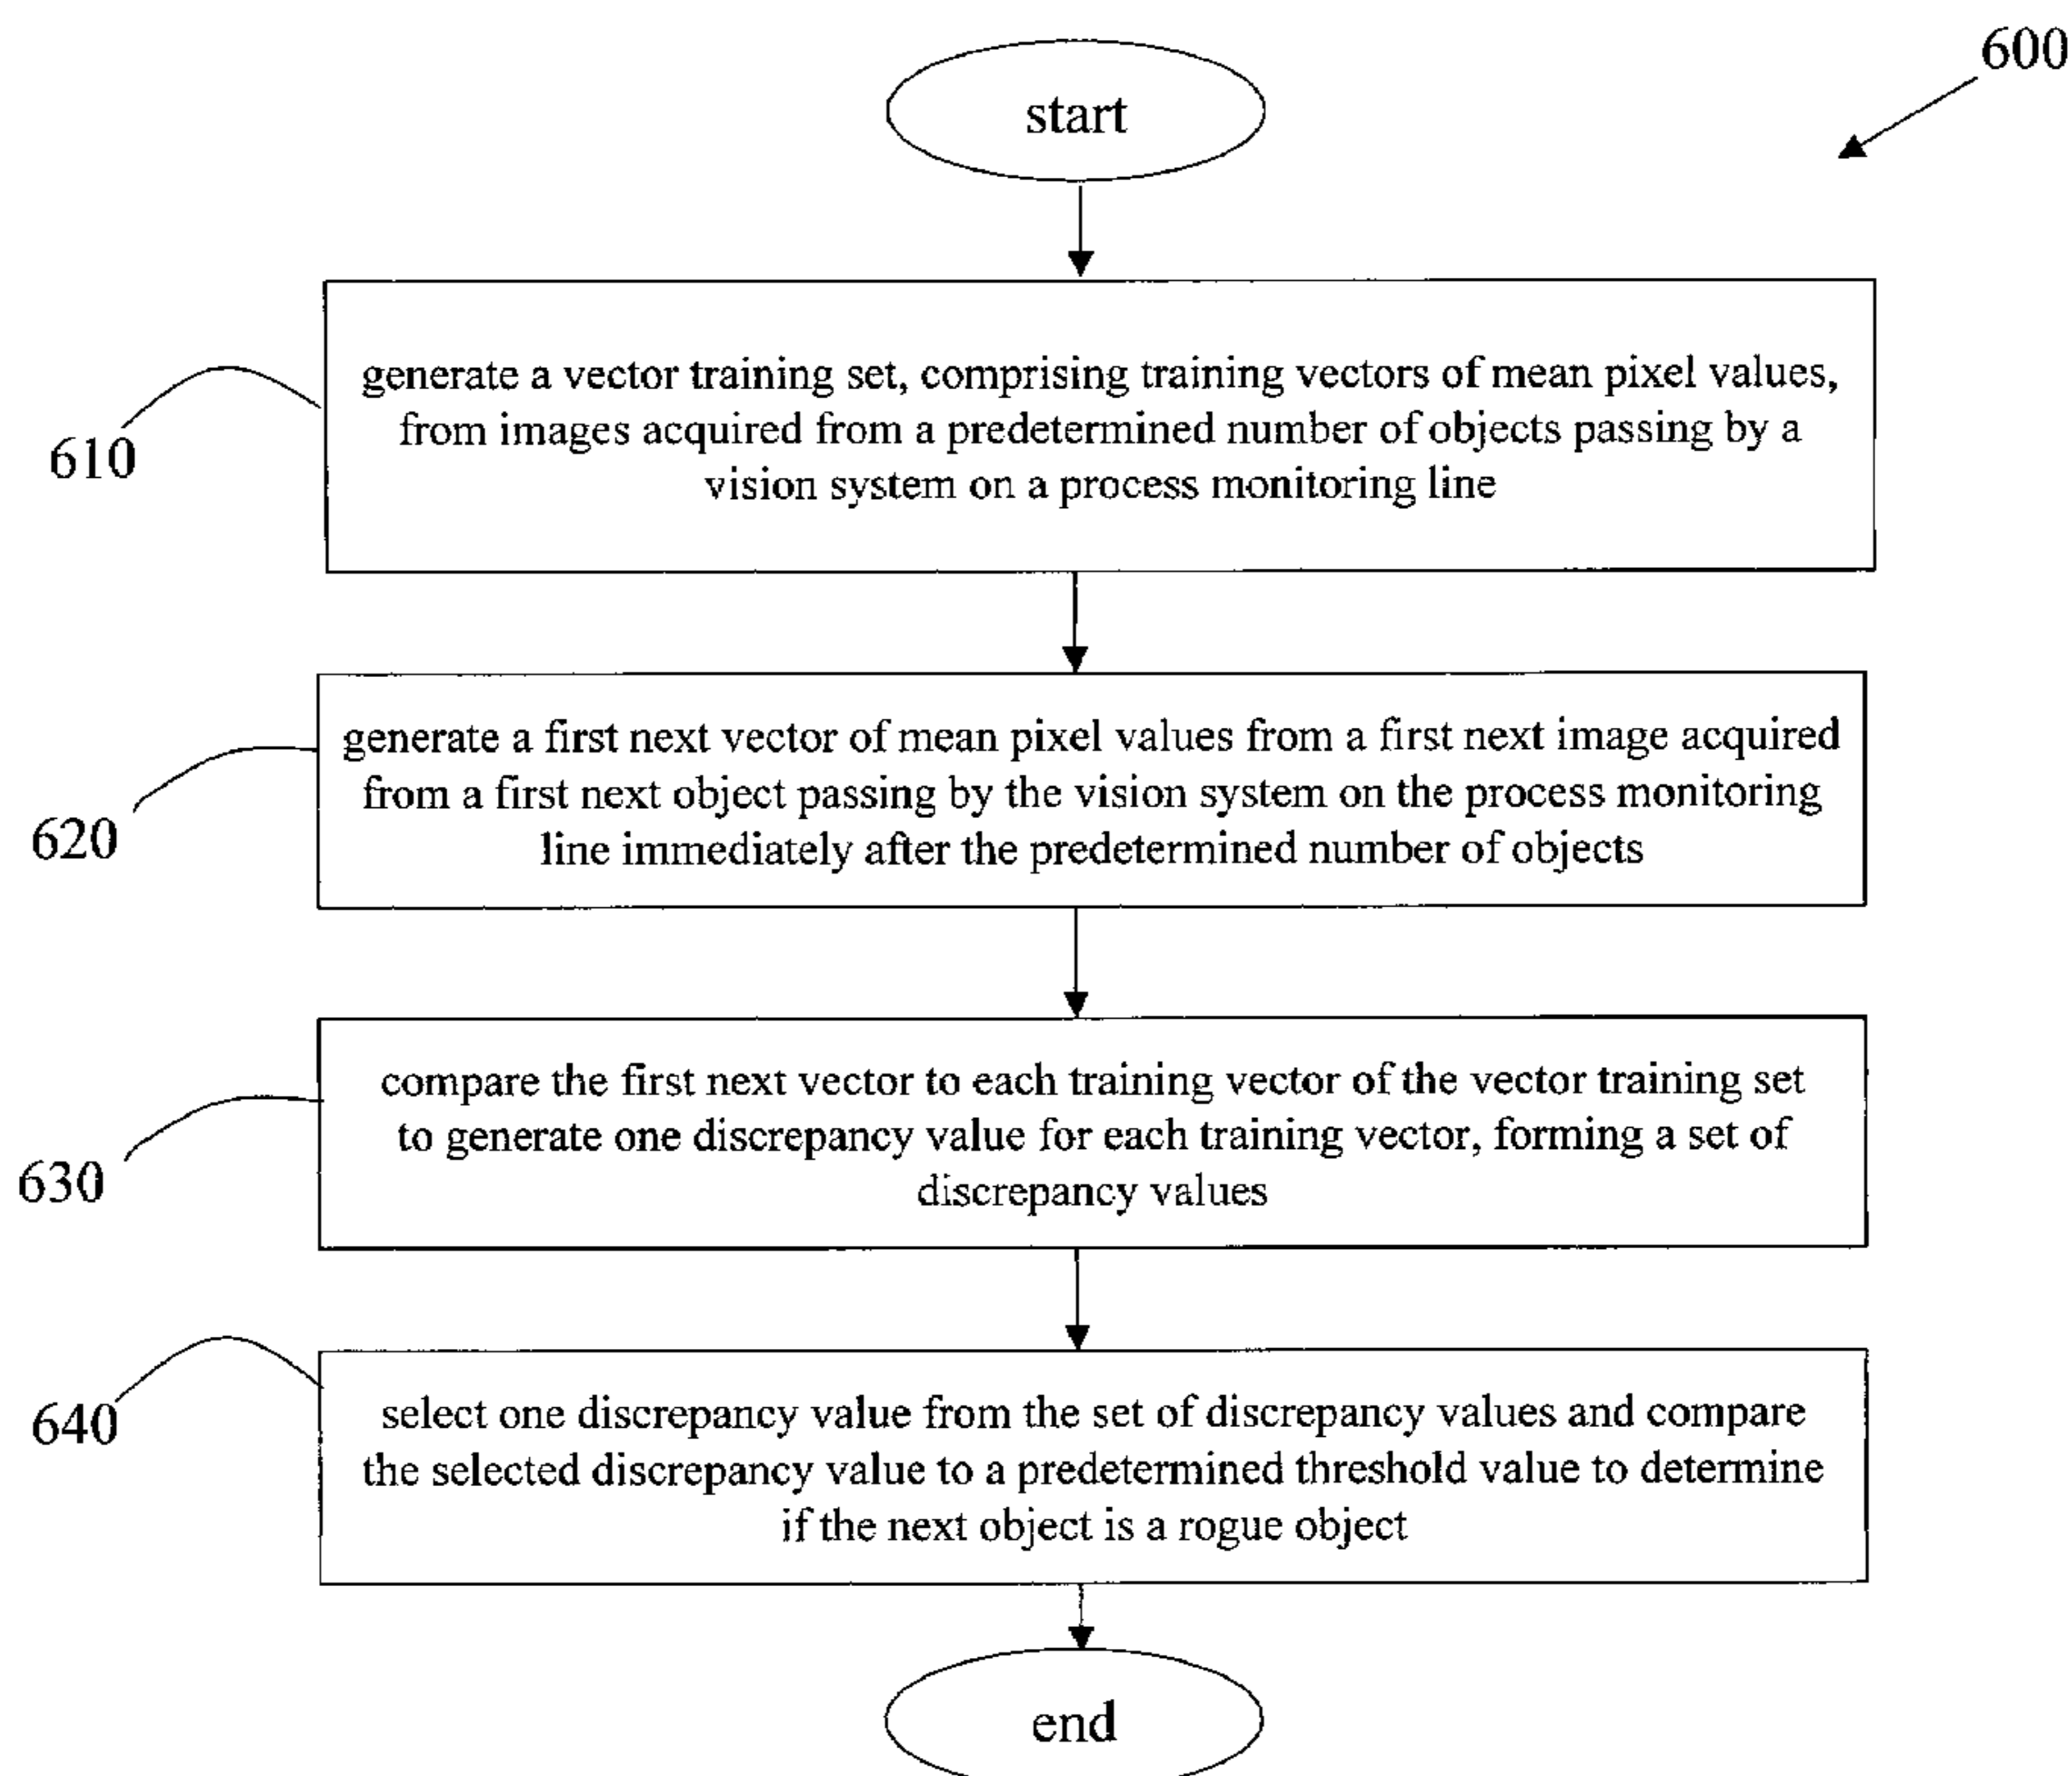 600
start
generate a vector training set, comprising training vectors of mean pixel values,
from images acquired from a predetermined number of objects passing by a
vision system on a process monitoring line
610
generate a first next vector of mean pixel values from a first next image acquired
from a first next object passing by the vision system on the process monitoring
line immediately after the predetermined number of objects
620
compare the first next vector to each training vector of the vector training set
to generate one discrepancy value for each training vector, forming a set of
discrepancy values
630
select one discrepancy value from the set of discrepancy values and compare
the selected discrepancy value to a predetermined threshold value to determine
if the next object is a rogue object
640
end